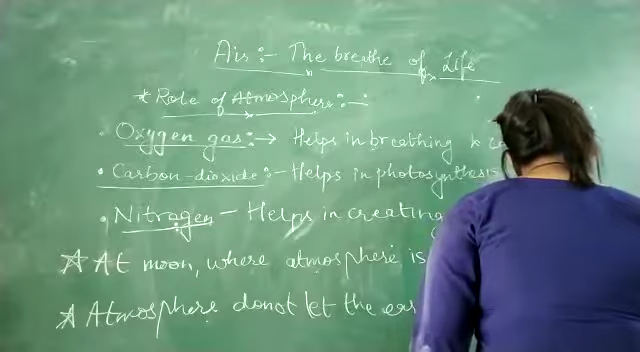 Air :- The breathe of Life
* Role of Atmosphere :-
• Oxygen gas :→ Helps in breathing &
• Carbon-dioxide :- Helps in photosynthesis
• Nitrogen - Helps in creating
☆ At moon, where atmosphere is
☆ Atmosphere donot let the